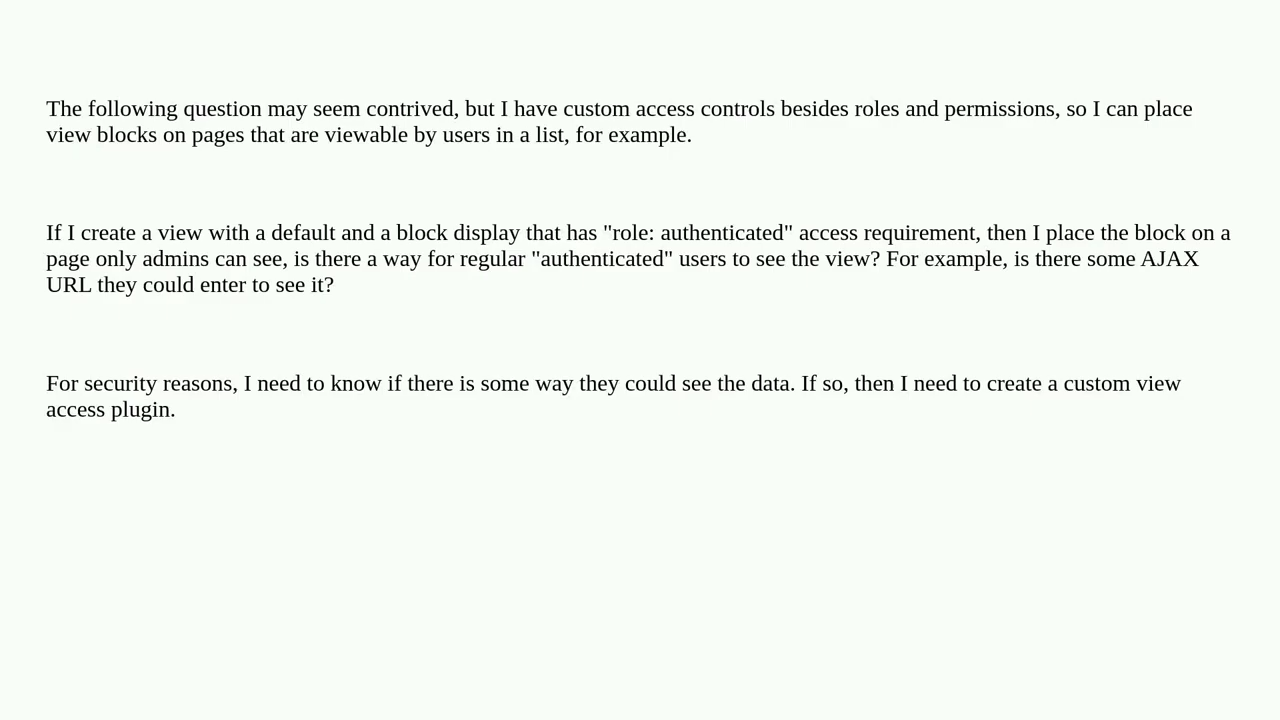 The following question may seem contrived, but I have custom access controls besides roles and permissions, so I can place
view blocks on pages that are viewable by users in a list, for example.
If I create a view with a default and a block display that has "role: authenticated" access requirement, then I place the block on a
page only admins can see, is there a way for regular "authenticated" users to see the view? For example, is there some AJAX
URL they could enter to see it?
For security reasons, I need to know if there is some way they could see the data. If so, then I need to create a custom view
access plugin.